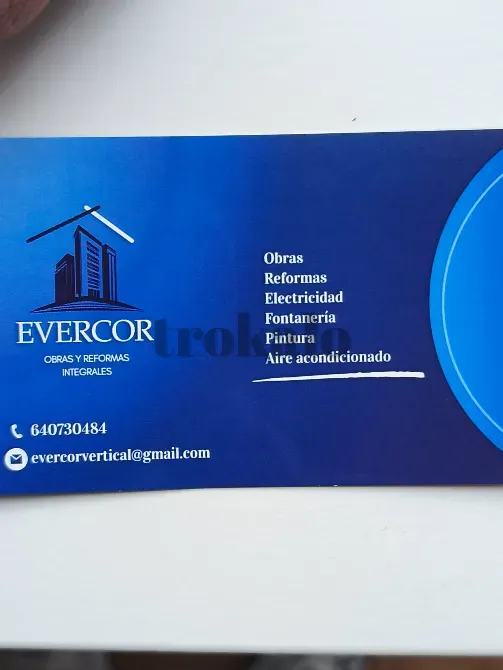 EVERCOR
OBRAS Y REFORMAS
INTEGRALES
640730484
evercorvertical@gmail.com
Obras
Reformas
Electricidad
Fontanería
Pintura
Aire acondicionado